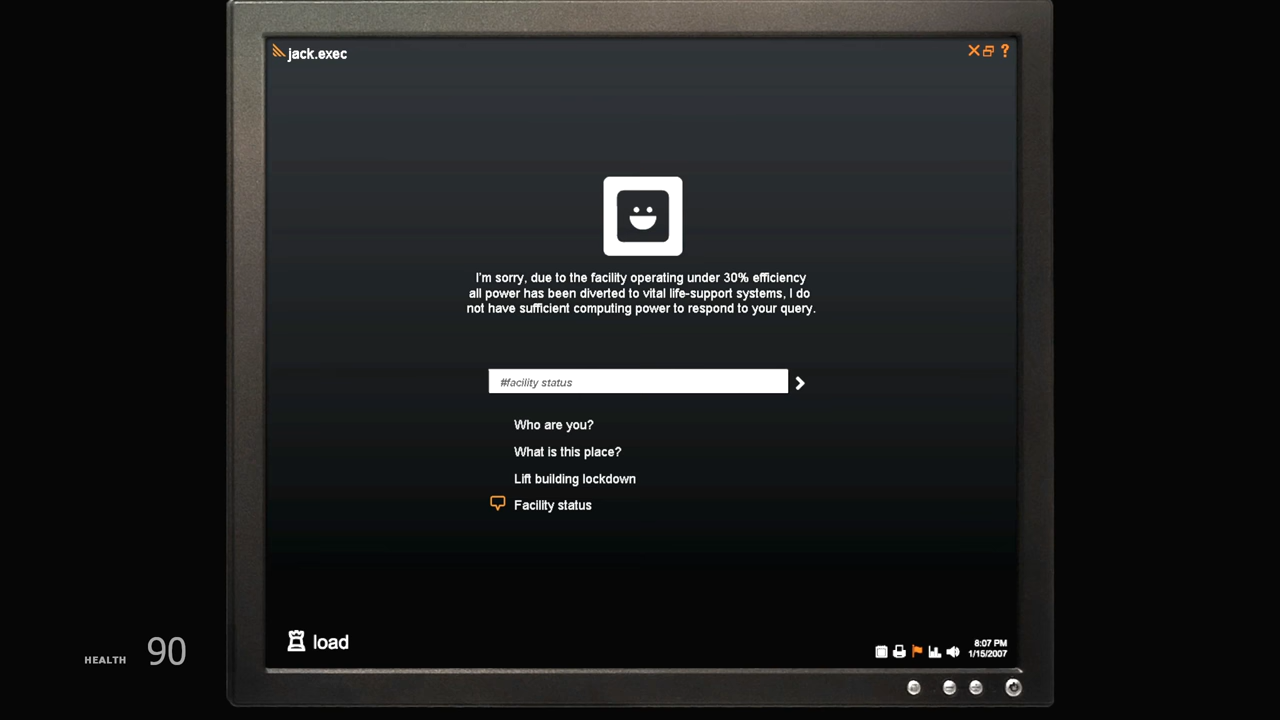 jack.exec
?
I'm sorry, due to the facility operating under 30% efficiency
all power has been diverted to vital life-support systems, I do
not have sufficient computing power to respond to your query.
#facility status
Who are you?
What is this place?
Lift building lockdown
Facility status
load
8:07 PM
1/15/2007
HEALTH 90